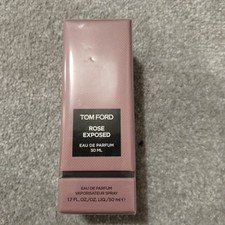 TOM FORD
ROSE
EXPOSED
EAU DE PARFUM
50 ML
EAU DE PARFUM
VAPORISATEUR SPRAY
1.7 FL.OZ./OZ.LIQ./50 ml ℮